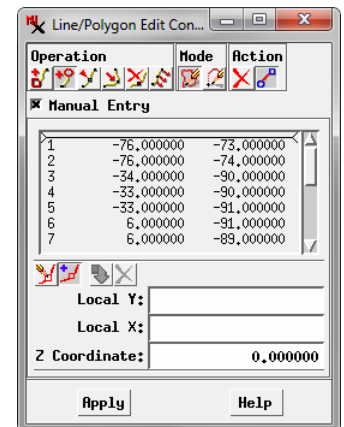 Line/Polygon Edit Con...
Operation Mode Action
Manual Entry
1 -76.000000 -73.000000
2 -76.000000 -74.000000
3 -34.000000 -90.000000
4 -33.000000 -90.000000
5 -33.000000 -91.000000
6 6.000000 -91.000000
7 6.000000 -89.000000
Local Y:
Local X:
Z Coordinate: 0.000000
Apply Help